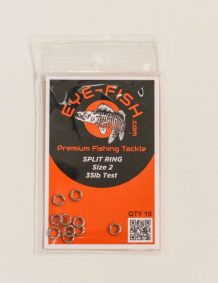 EYE-FISH.com
Premium Fishing Tackle
SPLIT RING
Size 2
35lb Test
QTY 10